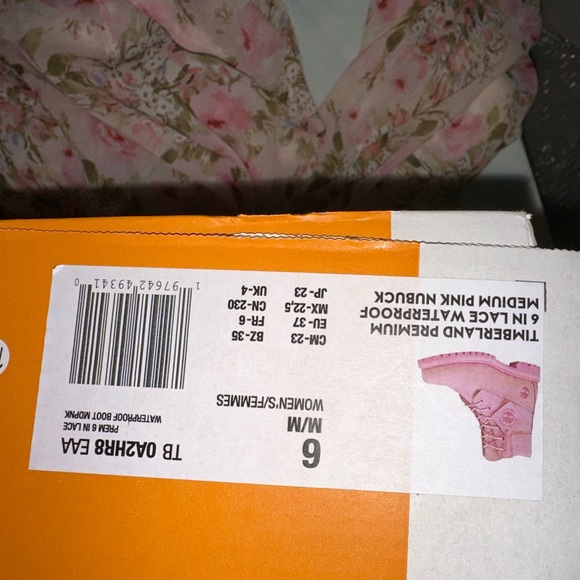 TB 0A2HR8 EAA
PREM 6 IN LACE
WATERPROOF BOOT MDPNK
6
M/M
WOMEN'S/FEMMES
TIMBERLAND PREMIUM
6 IN LACE WATERPROOF
MEDIUM PINK NUBUCK
CM-23 BZ-35
EU-37 FR-6
MX-22,5 CN-230
JP-23 UK-4
1 97642 49341 0